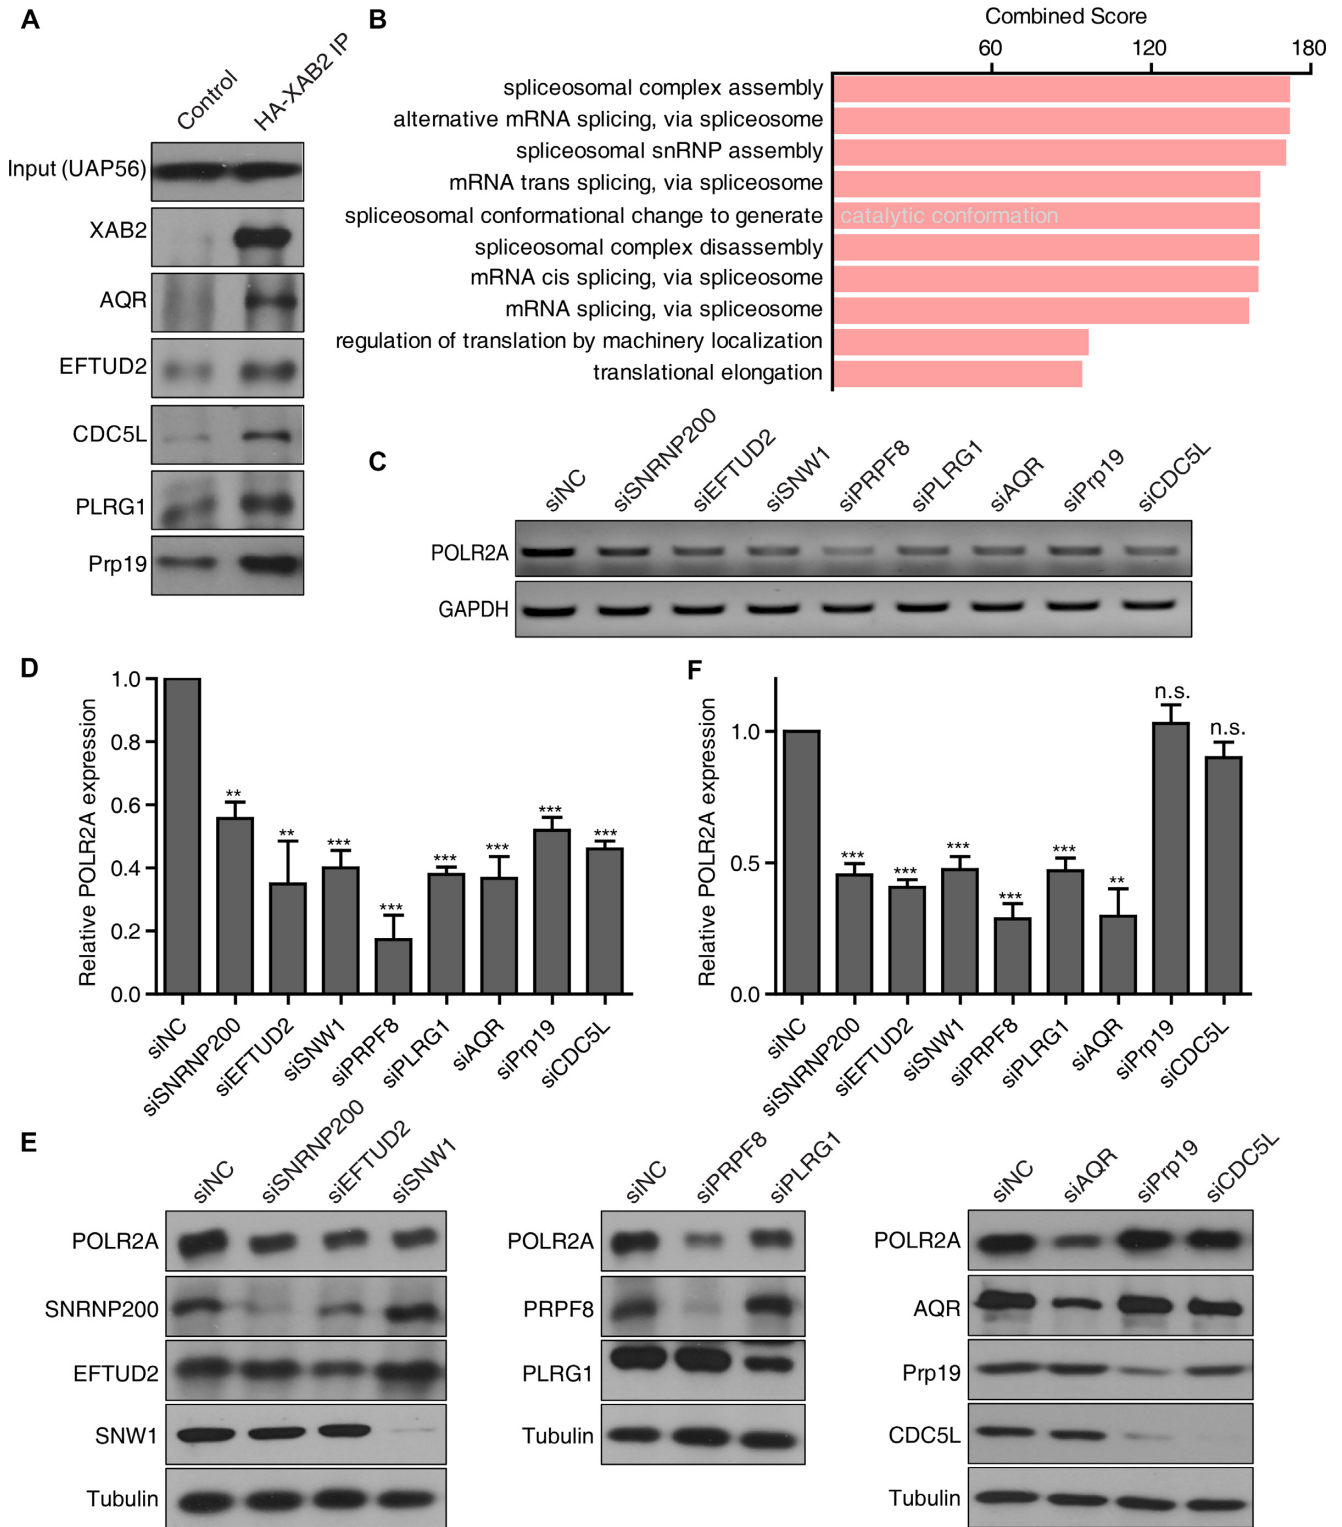 A
Control
HA-XAB2 IP
Input (UAP56)
XAB2
AQR
EFTUD2
CDC5L
PLRG1
Prp19
B
Combined Score
60 120 180
spliceosomal complex assembly
alternative mRNA splicing, via spliceosome
spliceosomal snRNP assembly
mRNA trans splicing, via spliceosome
spliceosomal conformational change to generate catalytic conformation
spliceosomal complex disassembly
mRNA cis splicing, via spliceosome
mRNA splicing, via spliceosome
regulation of translation by machinery localization
translational elongation
C
siNC siSNRNP200 siEFTUD2 siSNW1 siPRPF8 siPLRG1 siAQR siPrp19 siCDC5L
POLR2A
GAPDH
D
Relative POLR2A expression
1.0
0.8
0.6
0.4
0.2
0.0
** ** *** *** *** *** *** ***
siNC siSNRNP200 siEFTUD2 siSNW1 siPRPF8 siPLRG1 siAQR siPrp19 siCDC5L
F
Relative POLR2A expression
1.0
0.5
0.0
*** *** *** *** *** ** n.s. n.s.
siNC siSNRNP200 siEFTUD2 siSNW1 siPRPF8 siPLRG1 siAQR siPrp19 siCDC5L
E
siNC siSNRNP200 siEFTUD2 siSNW1
POLR2A
SNRNP200
EFTUD2
SNW1
Tubulin
siNC siPRPF8 siPLRG1
POLR2A
PRPF8
PLRG1
Tubulin
siNC siAQR siPrp19 siCDC5L
POLR2A
AQR
Prp19
CDC5L
Tubulin